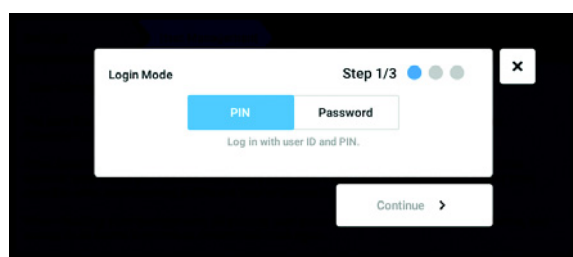 Login Mode
Step 1/3
PIN
Password
Log in with user ID and PIN.
Continue